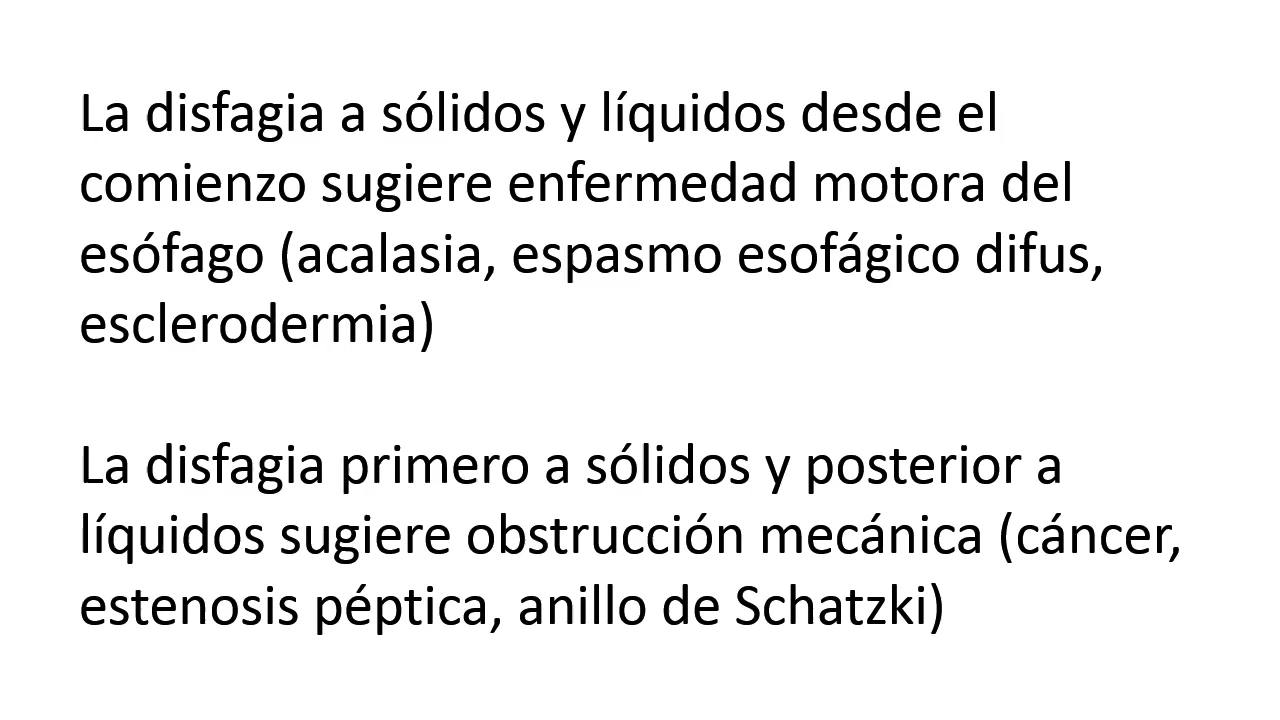 La disfagia a sólidos y líquidos desde el
comienzo sugiere enfermedad motora del
esófago (acalasia, espasmo esofágico difus,
esclerodermia)
La disfagia primero a sólidos y posterior a
líquidos sugiere obstrucción mecánica (cáncer,
estenosis péptica, anillo de Schatzki)